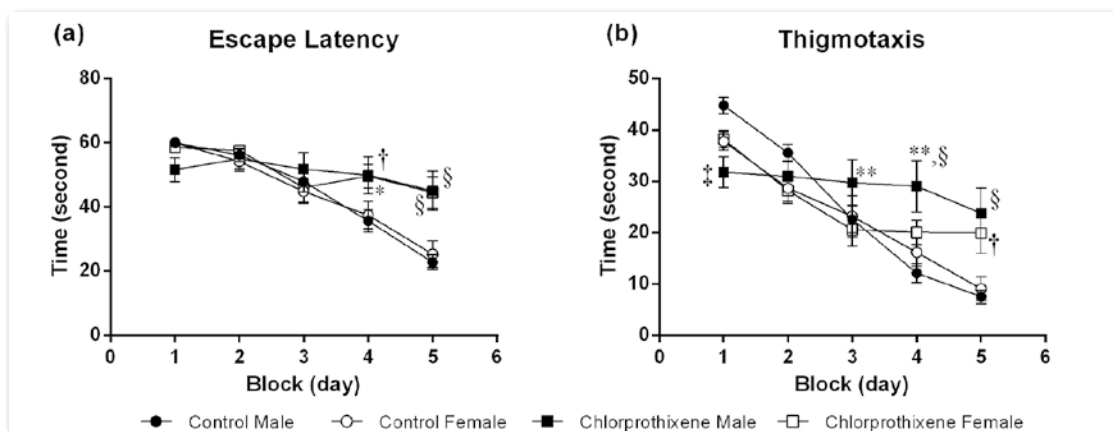 (a) Escape Latency
80
60
40
20
0
Time (second)
†
*
§
§
0 1 2 3 4 5 6
Block (day)
(b) Thigmotaxis
50
40
30
20
10
0
Time (second)
‡
**
**,§
§
†
0 1 2 3 4 5 6
Block (day)
Control Male Control Female Chlorprothixene Male Chlorprothixene Female